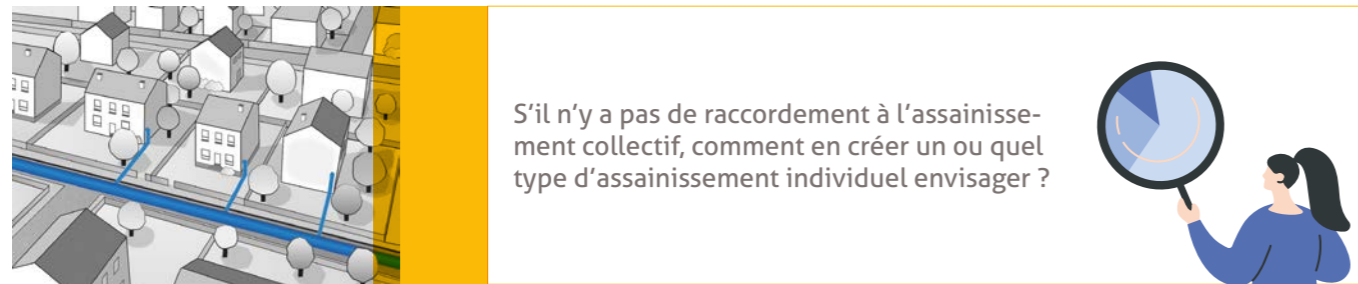 S’il n’y a pas de raccordement à l’assainisse-
ment collectif, comment en créer un ou quel
type d’assainissement individuel envisager ?